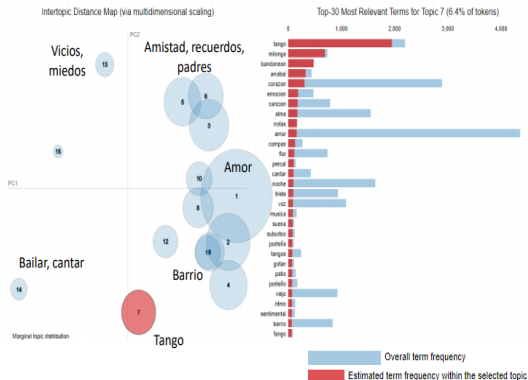 Intertopic Distance Map (via multidimensional scaling)
PC2
PC1
Vicios,
miedos
Amistad, recuerdos,
padres
Amor
Bailar, cantar
Barrio
Tango
13
15
5
6
3
10
1
8
12
2
4
14
7
Marginal topic distribution
Top-30 Most Relevant Terms for Topic 7 (6.4% of tokens)
0
1,000
2,000
3,000
4,000
tango
milonga
bandoneon
arrabal
corazon
emocion
cancion
alma
notas
amor
compas
flor
percal
cantar
noche
triste
voz
musica
suena
suburbio
porteña
tangos
gotan
patio
porteño
viejo
ritmo
sentimental
barrio
fango
Overall term frequency
Estimated term frequency within the selected topic